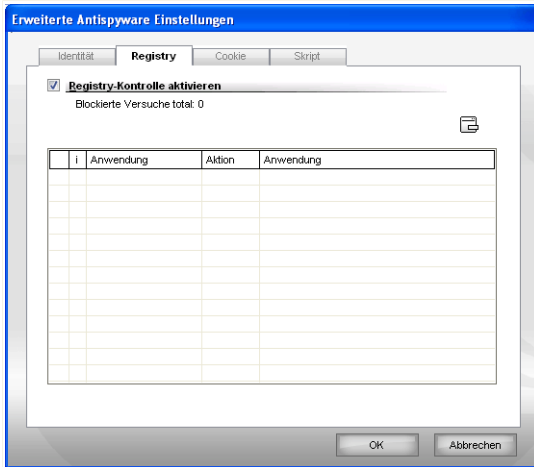 Erweiterte Antispyware Einstellungen
Identität Registry Cookie Skript
Registry-Kontrolle aktivieren
Blockierte Versuche total: 0
i Anwendung Aktion Anwendung
OK Abbrechen